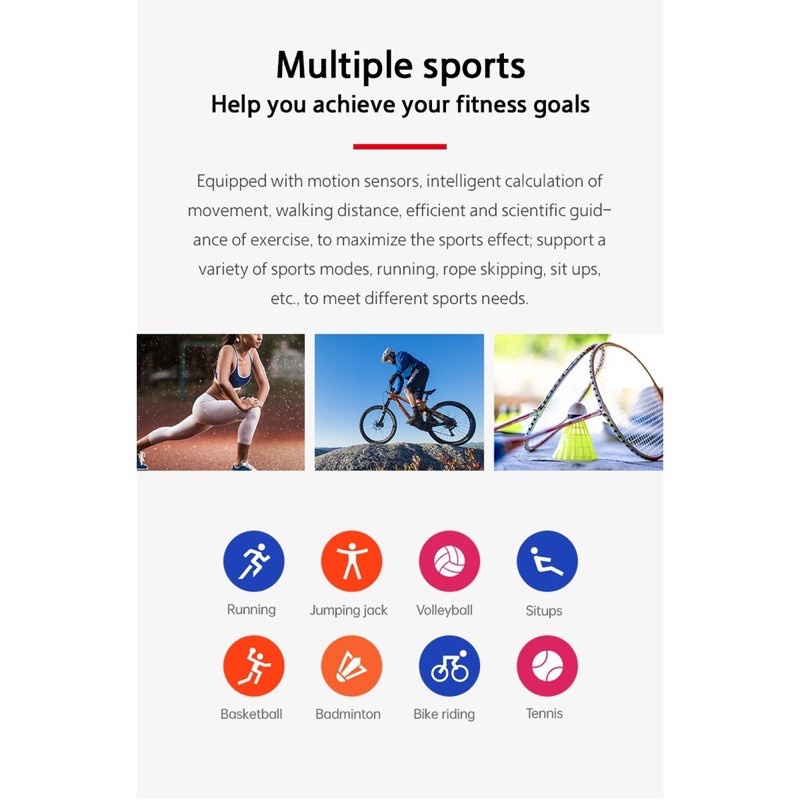 Multiple sports
Help you achieve your fitness goals
Equipped with motion sensors, intelligent calculation of
movement, walking distance, efficient and scientific guid-
ance of exercise, to maximize the sports effect; support a
variety of sports modes, running, rope skipping, sit ups,
etc., to meet different sports needs.
Running
Jumping jack
Volleyball
Situps
Basketball
Badminton
Bike riding
Tennis